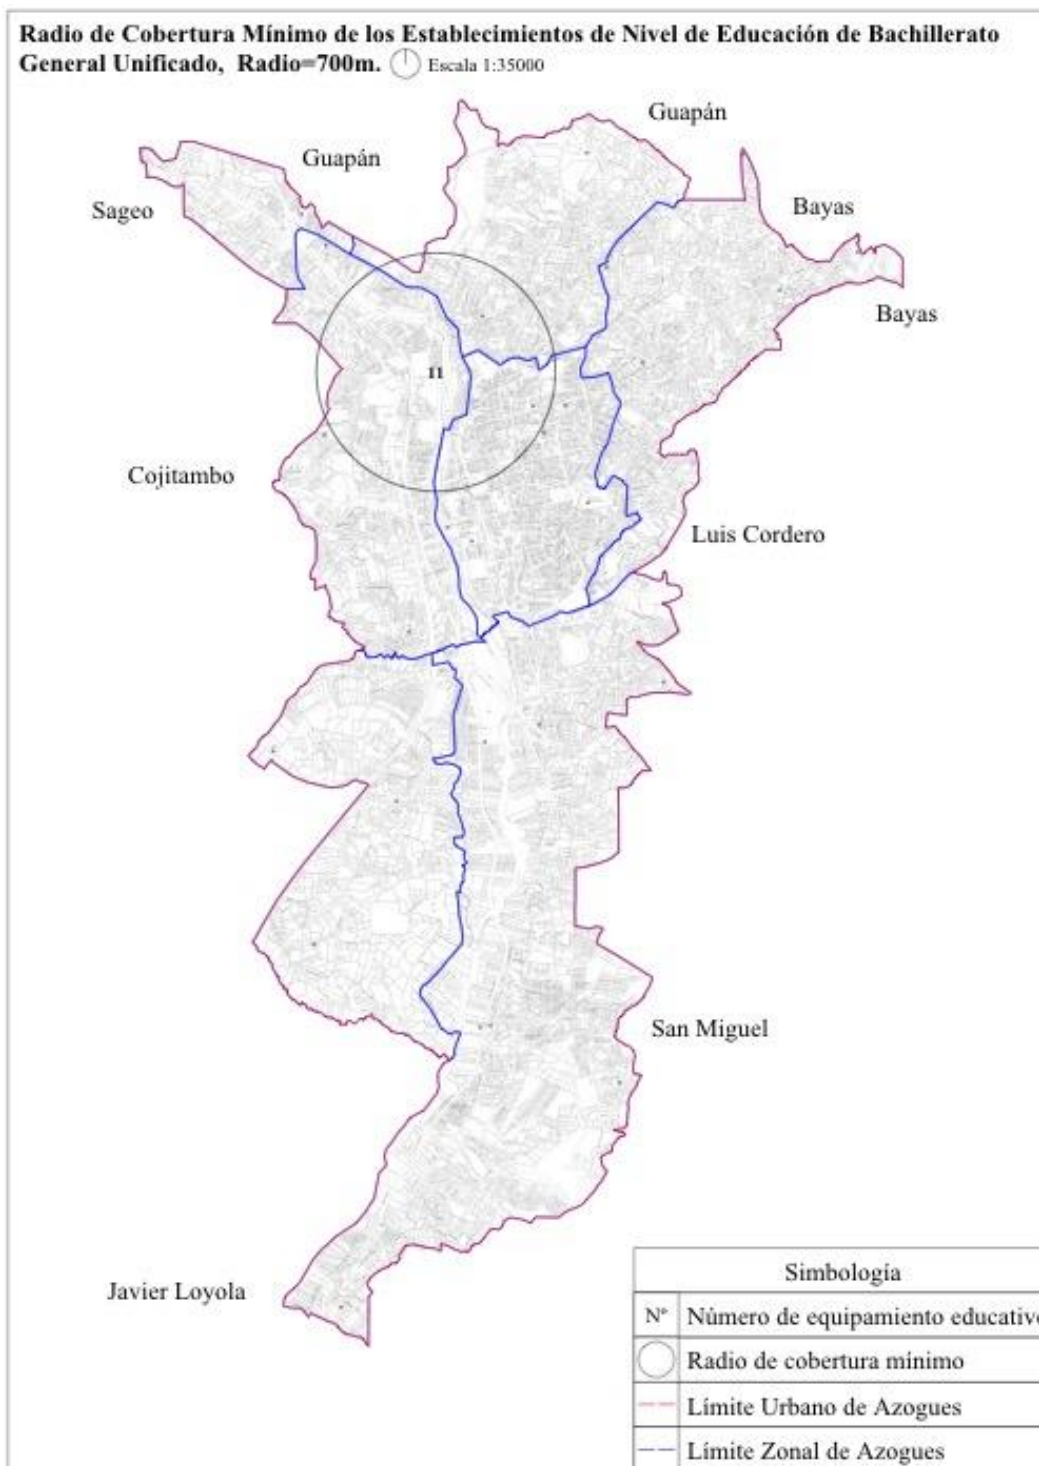 Radio de Cobertura Mínimo de los Establecimientos de Nivel de Educación de Bachillerato
General Unificado, Radio=700m. Escala 1:35000
Guapán
Guapán
Sageo
Bayas
Bayas
11
Cojitambo
Luis Cordero
San Miguel
Javier Loyola
Simbología
Nº Número de equipamiento educativo
Radio de cobertura mínimo
Límite Urbano de Azogues
Límite Zonal de Azogues